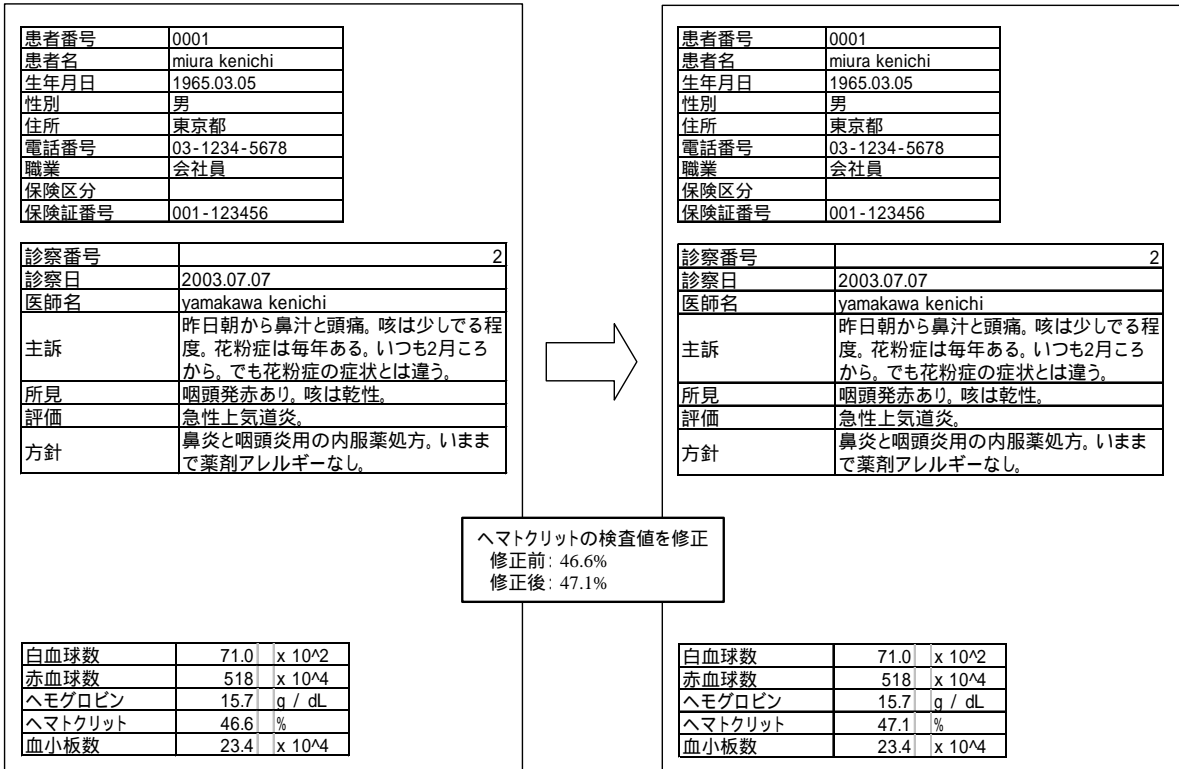 患者番号 0001
患者名 miura kenichi
生年月日 1965.03.05
性別 男
住所 東京都
電話番号 03-1234-5678
職業 会社員
保険区分
保険証番号 001-123456
診察番号 2
診察日 2003.07.07
医師名 yamakawa kenichi
主訴 昨日朝から鼻汁と頭痛。咳は少しでる程
度。花粉症は毎年ある。いつも2月ころ
から。でも花粉症の症状とは違う。
所見 咽頭発赤あり。咳は乾性。
評価 急性上気道炎。
方針 鼻炎と咽頭炎用の内服薬処方。いまま
で薬剤アレルギーなし。
白血球数 71.0 x 10^2
赤血球数 518 x 10^4
ヘモグロビン 15.7 g / dL
ヘマトクリット 46.6 %
血小板数 23.4 x 10^4
ヘマトクリットの検査値を修正
修正前: 46.6%
修正後: 47.1%
患者番号 0001
患者名 miura kenichi
生年月日 1965.03.05
性別 男
住所 東京都
電話番号 03-1234-5678
職業 会社員
保険区分
保険証番号 001-123456
診察番号 2
診察日 2003.07.07
医師名 yamakawa kenichi
主訴 昨日朝から鼻汁と頭痛。咳は少しでる程
度。花粉症は毎年ある。いつも2月ころ
から。でも花粉症の症状とは違う。
所見 咽頭発赤あり。咳は乾性。
評価 急性上気道炎。
方針 鼻炎と咽頭炎用の内服薬処方。いまま
で薬剤アレルギーなし。
白血球数 71.0 x 10^2
赤血球数 518 x 10^4
ヘモグロビン 15.7 g / dL
ヘマトクリット 47.1 %
血小板数 23.4 x 10^4